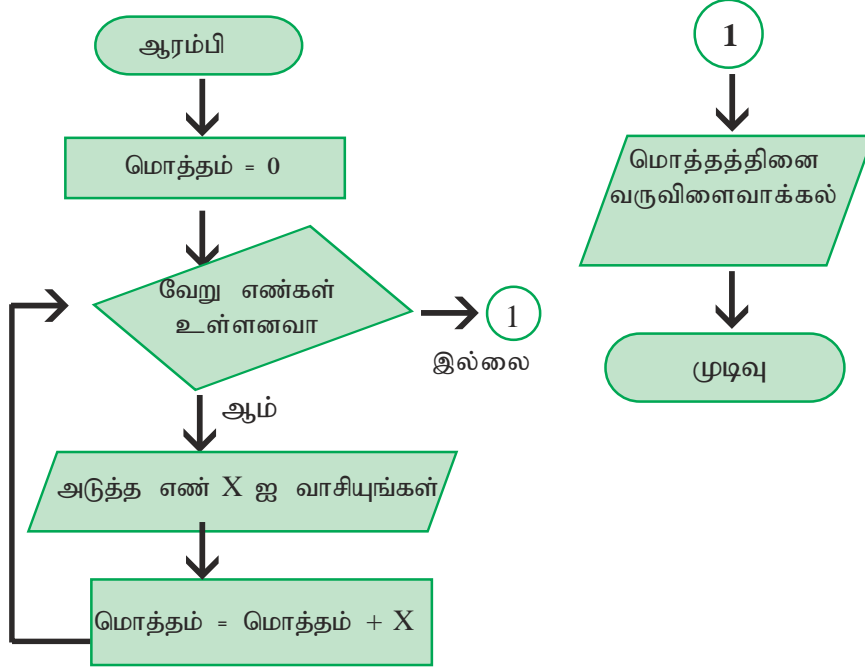 ஆரம்பி
மொத்தம் = 0
வேறு எண்கள்
உள்ளனவா
1
இல்லை
ஆம்
அடுத்த எண் X ஐ வாசியுங்கள்
மொத்தம் = மொத்தம் + X
1
மொத்தத்தினை
வருவிளைவாக்கல்
முடிவு